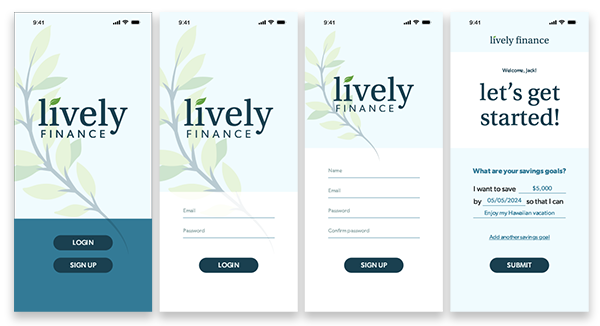 9:41
lively
FINANCE
LOGIN
SIGN UP
9:41
lively
FINANCE
Email
Password
LOGIN
9:41
lively
FINANCE
Name
Email
Password
Confirm password
SIGN UP
9:41
lively finance
Welcome, Jack!
let's get
started!
What are your savings goals?
I want to save $5,000
by 05/05/2024 so that I can
Enjoy my Hawaiian vacation
Add another savings goal
SUBMIT